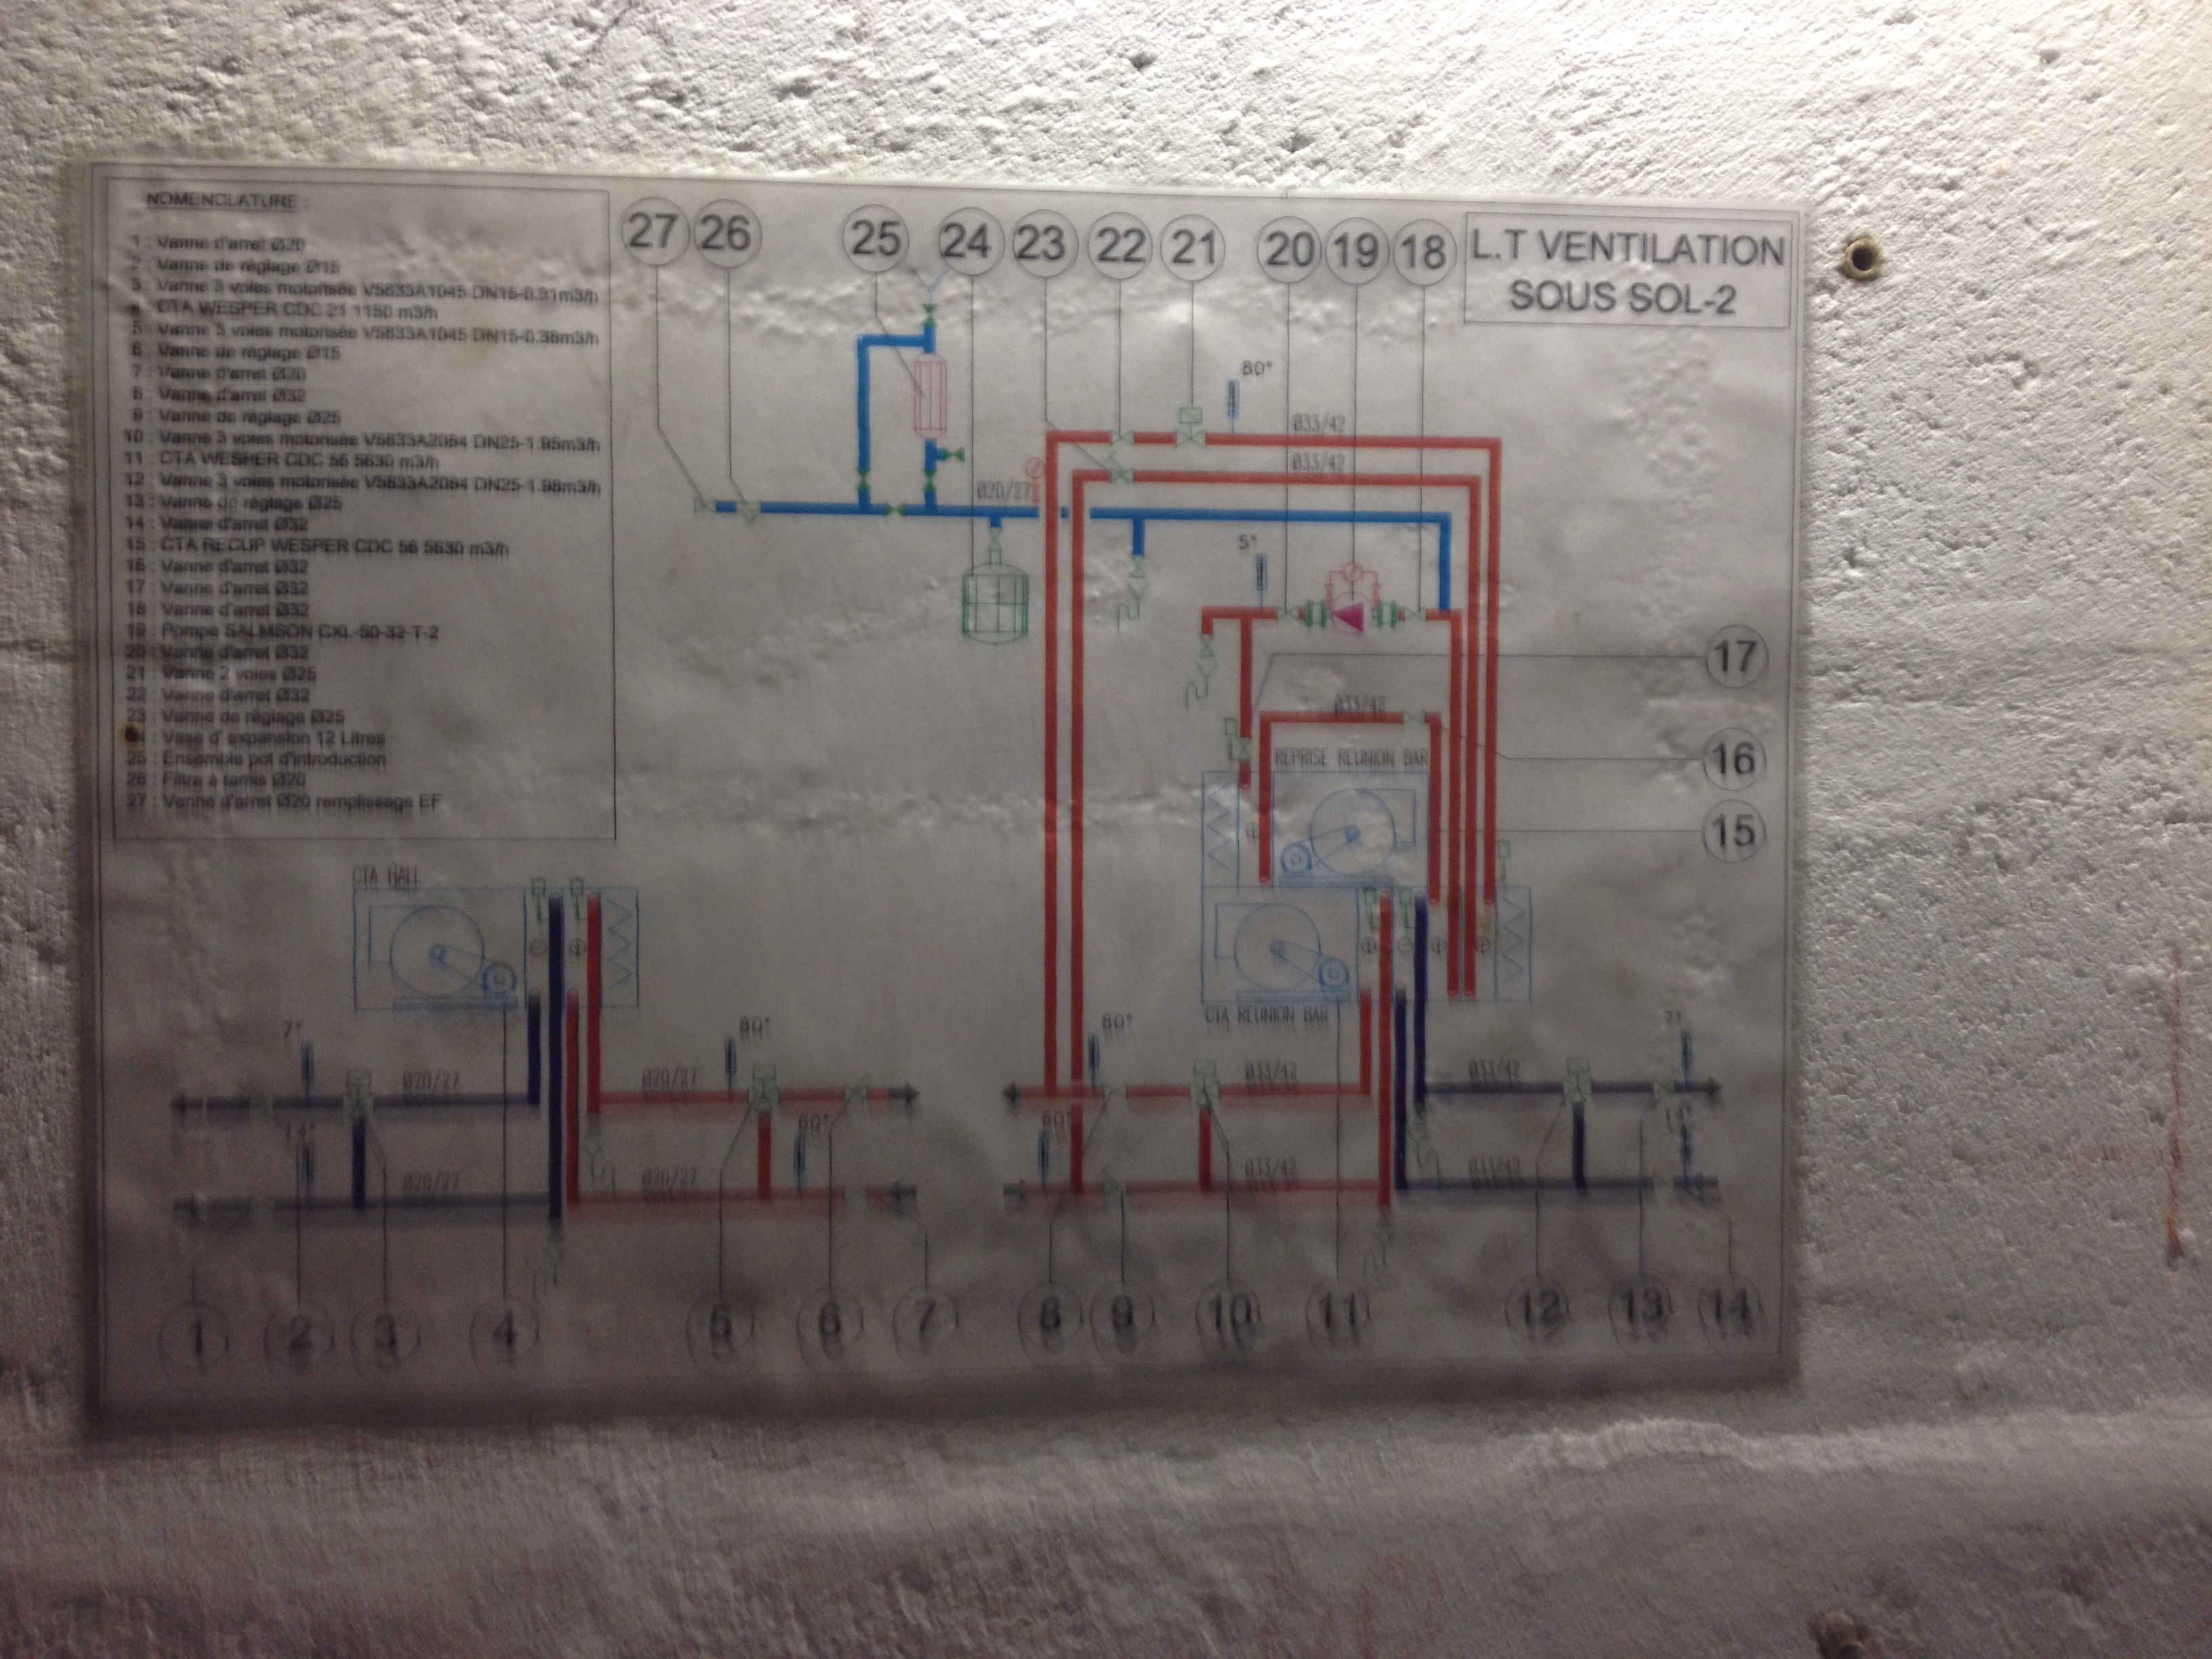 NOMENCLATURE :
1 : Vanne d'arret Ø20
2 : Vanne de réglage Ø15
3 : Vanne 3 voies motorisée V5833A1045 DN15-0.31m3/h
CTA WESPER CDC 21 1150 m3/h
5 : Vanne 3 voies motorisée V5833A1045 DN15-0.38m3/h
6 : Vanne de réglage Ø15
7 : Vanne d'arret Ø20
8 : Vanne d'arret Ø32
9 : Vanne de réglage Ø25
10 : Vanne 3 voies motorisée V5833A2084 DN25-1.95m3/h
11 : CTA WESPER CDC 56 5630 m3/h
12 : Vanne 3 voies motorisée V5833A2084 DN25-1.98m3/h
13 : Vanne de réglage Ø25
14 : Vanne d'arret Ø32
15 : CTA RECUP WESPER CDC 56 5630 m3/h
16 : Vanne d'arret Ø32
17 : Vanne d'arret Ø32
18 : Vanne d'arret Ø32
19 : Pompe SALMSON CXL-50-32-T-2
20 : Vanne d'arret Ø32
21 : Vanne 2 voies Ø25
22 : Vanne d'arret Ø32
23 : Vanne de réglage Ø25
4 : Vase d' expansion 12 Litres
25 : Ensemble pot d'introduction
26 : Filtre à tamis Ø20
27 : Vanne d'arret Ø20 remplissage EF
27 26 25 24 23 22 21 20 19 18
L.T VENTILATION
SOUS SOL-2
80°
Ø33/42
Ø33/42
Ø20/27
5°
17
Ø33/42
REPRISE REUNION BAR
16
15
CTA HALL
CTA REUNION BAR
7° 80° 80° 7°
Ø20/27 Ø20/27 Ø33/42 Ø33/42
14° 60° 60° 14°
Ø20/27 Ø20/27 Ø33/42 Ø33/42
1 2 3 4 5 6 7 8 9 10 11 12 13 14